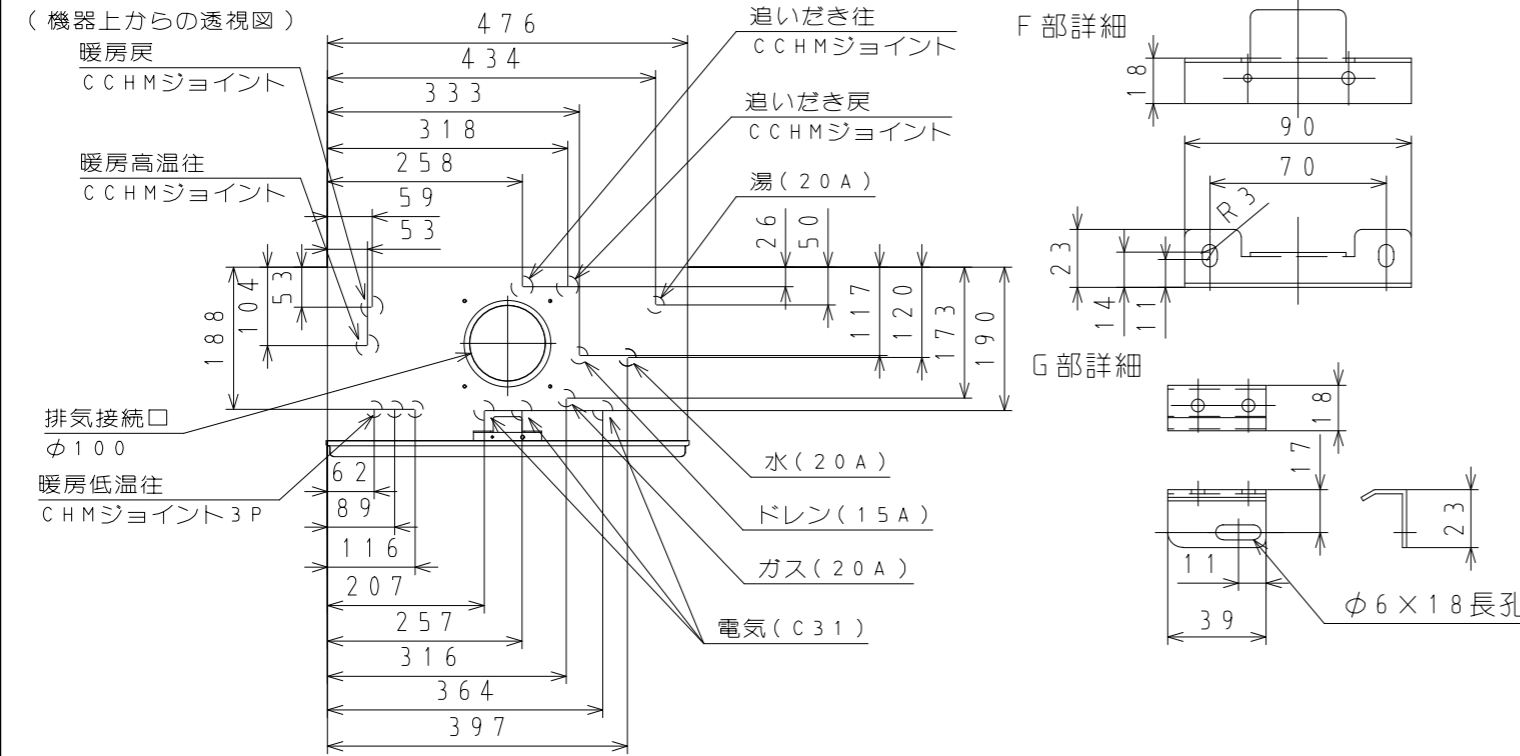 (機器上からの透視図)
暖房戻
CCHMジョイント
暖房高温往
CCHMジョイント
476
434
333
318
258
59
53
追いだき往
CCHMジョイント
追いだき戻
CCHMジョイント
湯(20A)
26
50
188
104
53
117
120
173
190
排気接続口
φ100
暖房低温往
CHMジョイント3P
62
89
116
207
257
316
364
397
水(20A)
ドレン(15A)
ガス(20A)
電気(C31)
F部詳細
18
90
70
R3
23
14
11
G部詳細
18
17
23
11
39
φ6×18長孔